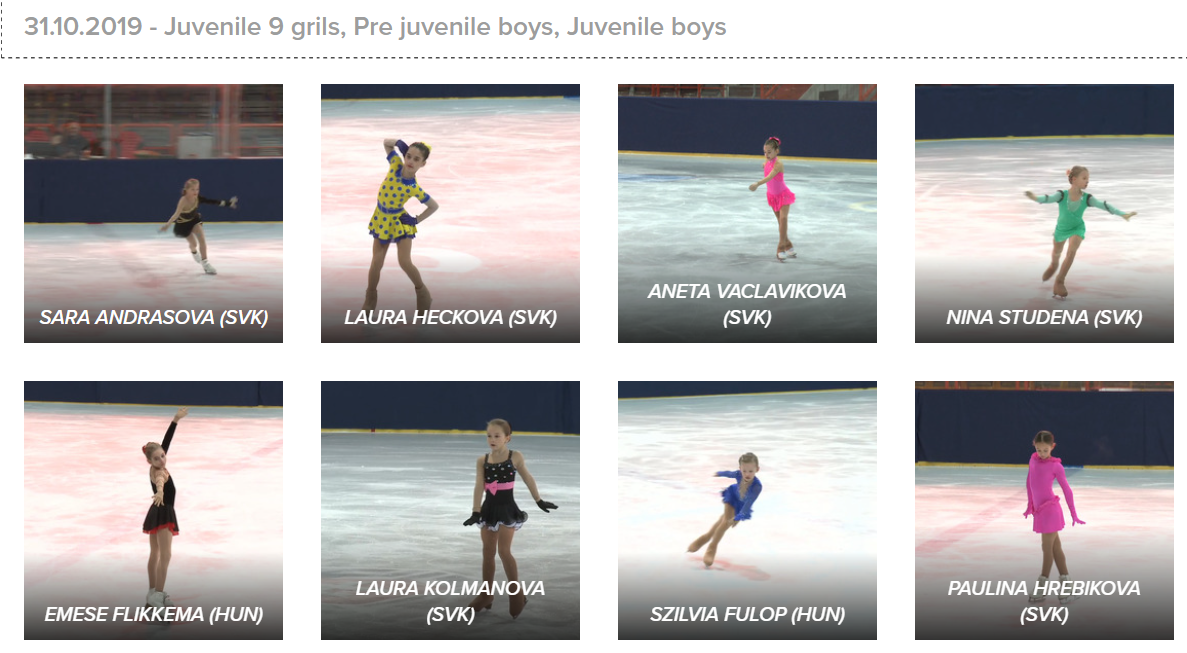 31.10.2019 - Juvenile 9 grils, Pre juvenile boys, Juvenile boys
SARA ANDRASOVA (SVK)
LAURA HECKOVA (SVK)
ANETA VACLAVIKOVA
(SVK)
NINA STUDENA (SVK)
EMESE FLIKKEMA (HUN)
LAURA KOLMANOVA
(SVK)
SZILVIA FULOP (HUN)
PAULINA HREBIKOVA
(SVK)